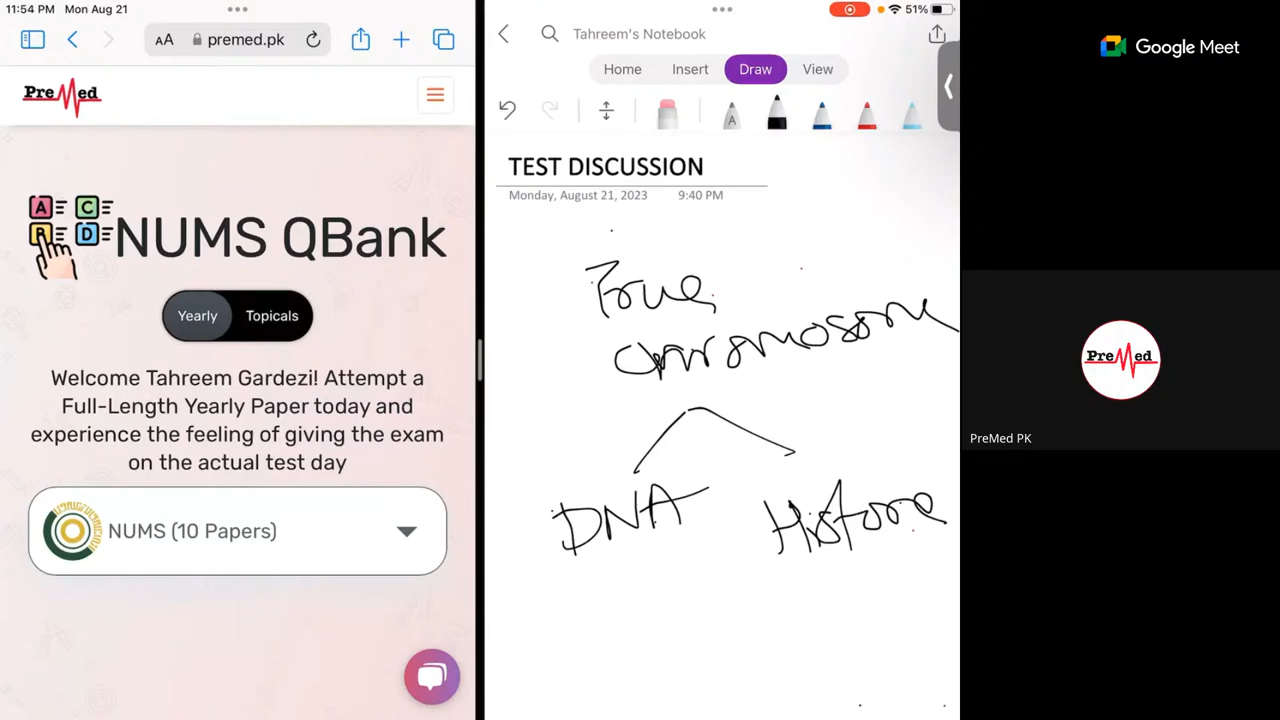 11:54 PM Mon Aug 21
AA premed.pk
PreMed
A C
B D
NUMS QBank
Yearly Topicals
Welcome Tahreem Gardezi! Attempt a
Full-Length Yearly Paper today and
experience the feeling of giving the exam
on the actual test day
NUMS (10 Papers)
51%
Tahreem's Notebook
Home Insert Draw View
A
TEST DISCUSSION
Monday, August 21, 2023 9:40 PM
True
chromosome
DNA Histone
Google Meet
PreMed
PreMed PK